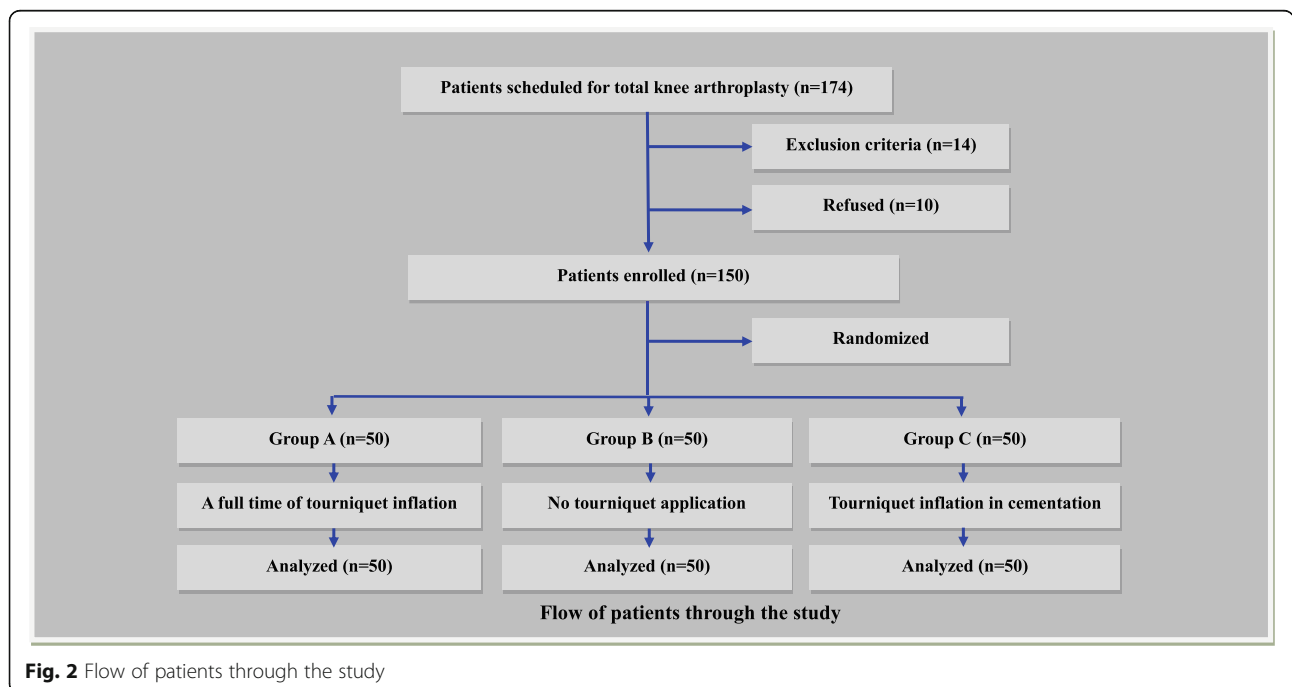 Patients scheduled for total knee arthroplasty (n=174)
Exclusion criteria (n=14)
Refused (n=10)
Patients enrolled (n=150)
Randomized
Group A (n=50)
Group B (n=50)
Group C (n=50)
A full time of tourniquet inflation
No tourniquet application
Tourniquet inflation in cementation
Analyzed (n=50)
Analyzed (n=50)
Analyzed (n=50)
Flow of patients through the study
Fig. 2 Flow of patients through the study